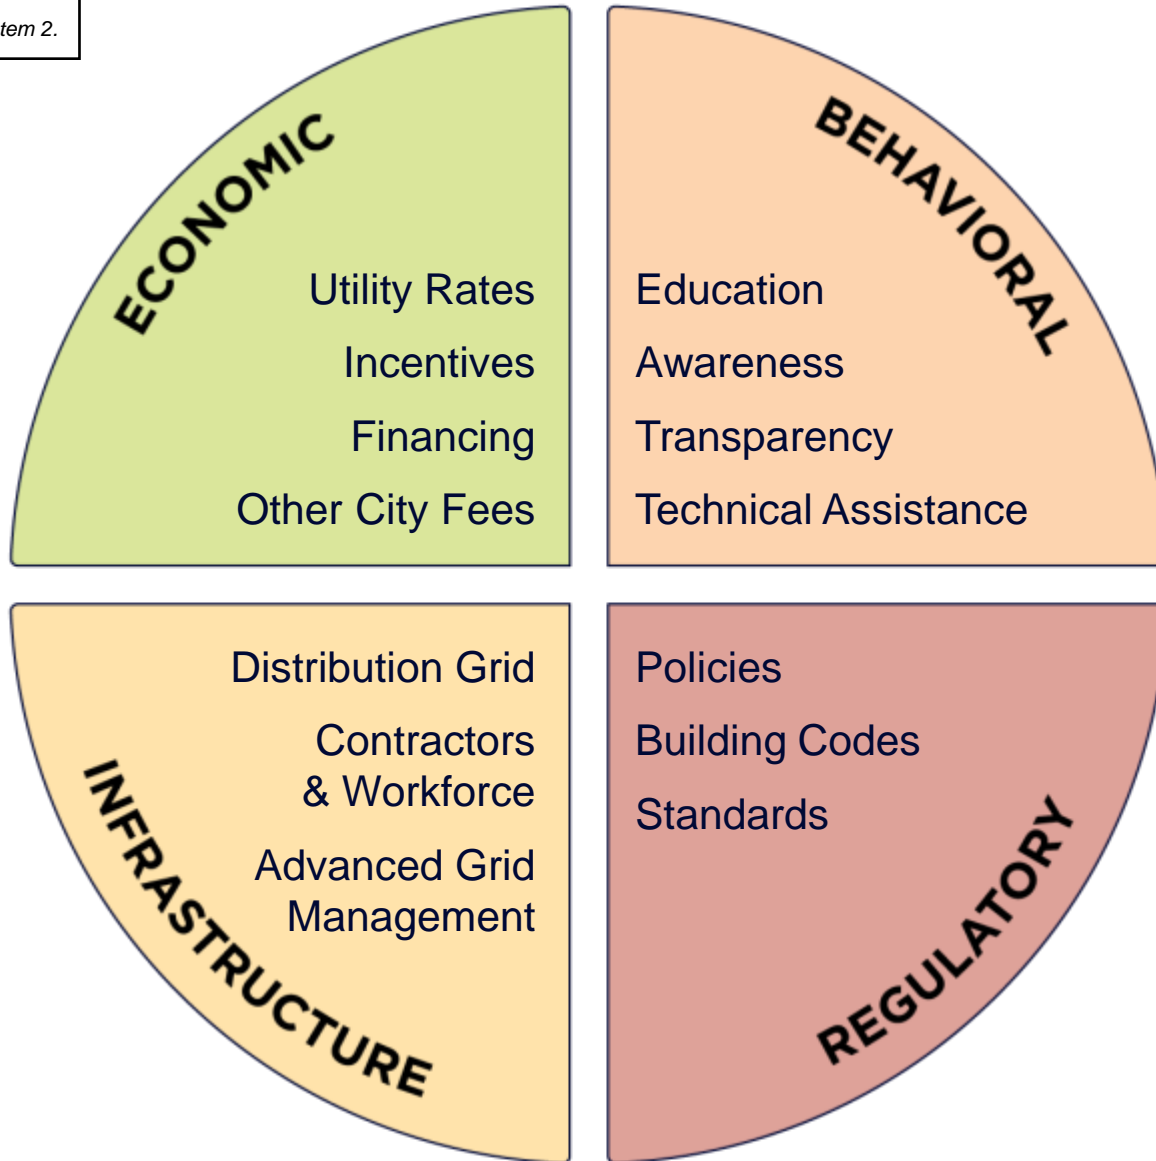 tem 2.
ECONOMIC
Utility Rates
Incentives
Financing
Other City Fees
BEHAVIORAL
Education
Awareness
Transparency
Technical Assistance
INFRASTRUCTURE
Distribution Grid
Contractors
& Workforce
Advanced Grid
Management
REGULATORY
Policies
Building Codes
Standards